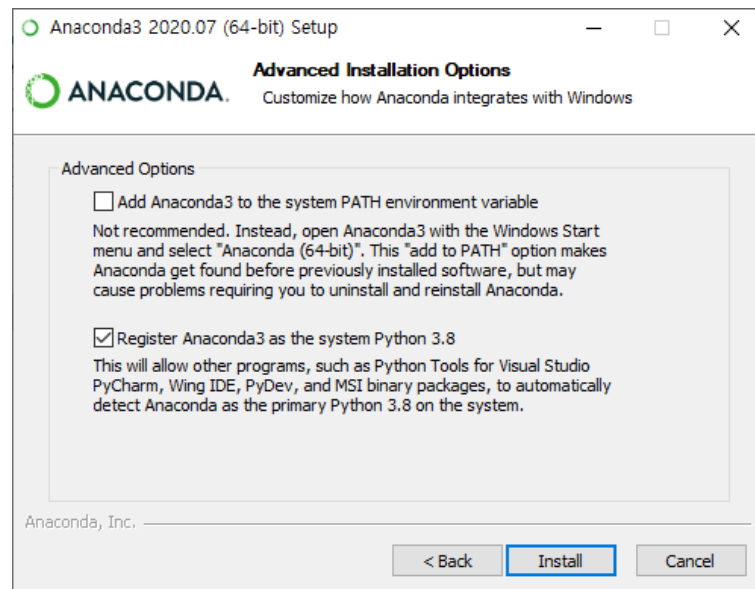 Anaconda3 2020.07 (64-bit) Setup
ANACONDA.
Advanced Installation Options
Customize how Anaconda integrates with Windows
Advanced Options
Add Anaconda3 to the system PATH environment variable
Not recommended. Instead, open Anaconda3 with the Windows Start
menu and select "Anaconda (64-bit)". This "add to PATH" option makes
Anaconda get found before previously installed software, but may
cause problems requiring you to uninstall and reinstall Anaconda.
Register Anaconda3 as the system Python 3.8
This will allow other programs, such as Python Tools for Visual Studio
PyCharm, Wing IDE, PyDev, and MSI binary packages, to automatically
detect Anaconda as the primary Python 3.8 on the system.
Anaconda, Inc.
< Back
Install
Cancel